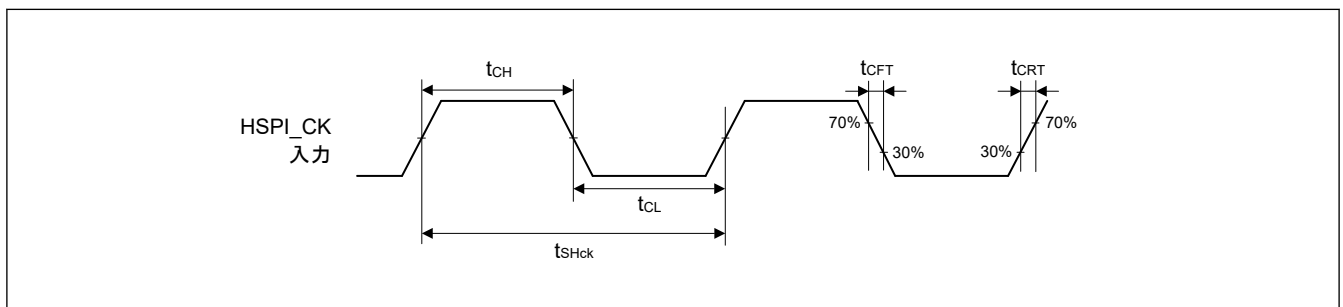 tCH
tCFT
tCRT
HSPI_CK
入力
70%
30%
30%
70%
tCL
tSHck